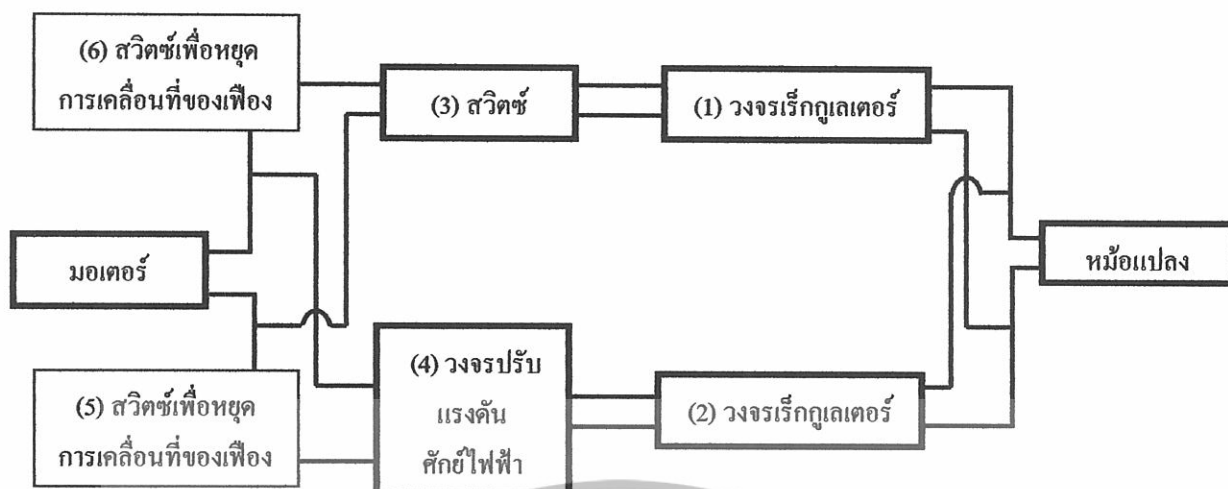 (6) สวิตซ์เพื่อหยุด
การเคลื่อนที่ของเฟือง
(3) สวิตซ์
(1) วงจรเร็กกูเลเตอร์
มอเตอร์
หม้อแปลง
(5) สวิตซ์เพื่อหยุด
การเคลื่อนที่ของเฟือง
(4) วงจรปรับ
แรงดัน
ศักย์ไฟฟ้า
(2) วงจรเร็กกูเลเตอร์